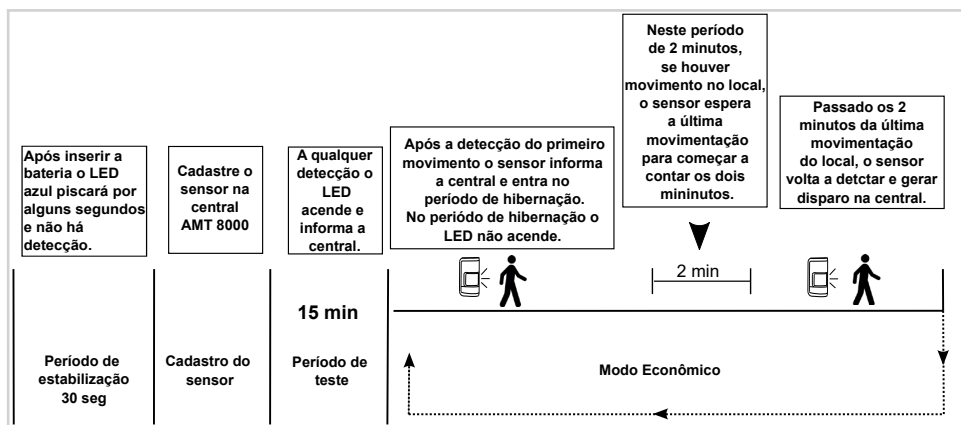 Após inserir a
bateria o LED
azul piscará por
alguns segundos
e não há
detecção.
Cadastre o
sensor na
central
AMT 8000
A qualquer
detecção o
LED
acende e
informa a
central.
Após a detecção do primeiro
movimento o sensor informa
a central e entra no
período de hibernação.
No periódo de hibernação o
LED não acende.
Neste período
de 2 minutos,
se houver
movimento no local,
o sensor espera
a última
movimentação
para começar a
contar os dois
mininutos.
Passado os 2
minutos da última
movimentação
do local, o sensor
volta a detctar e gerar
disparo na central.
2 min
15 min
Período de
estabilização
30 seg
Cadastro do
sensor
Período de
teste
Modo Econômico